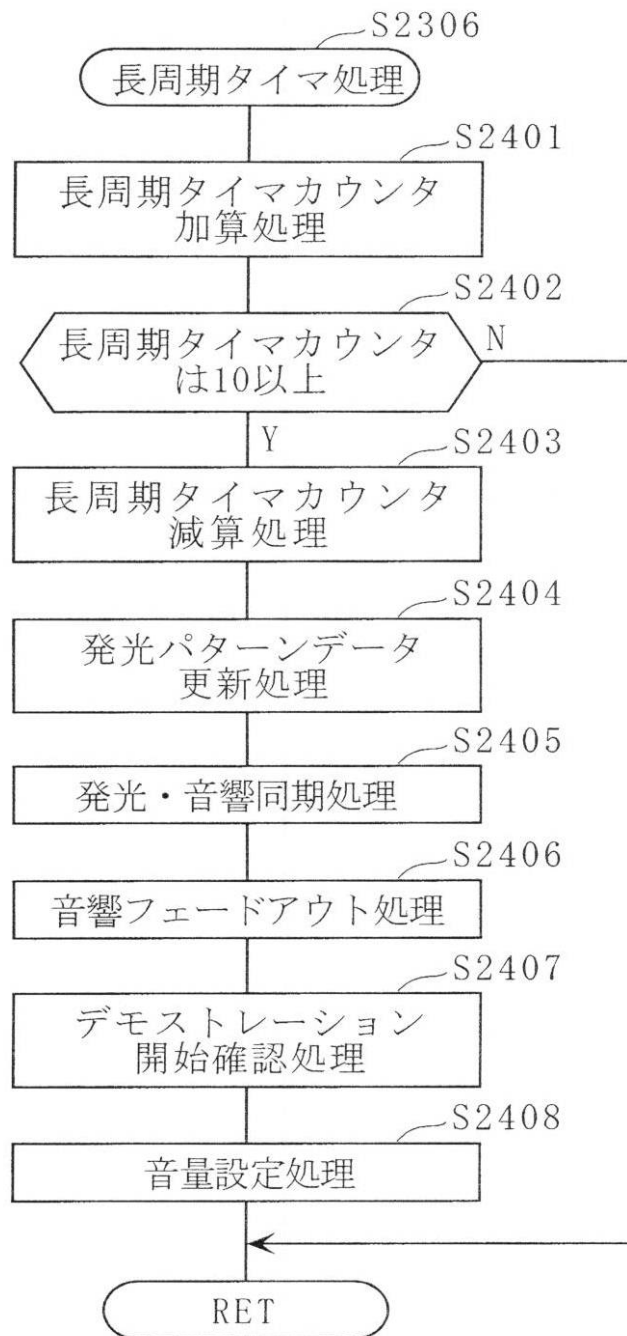 S2306
長周期タイマ処理
S2401
長周期タイマカウンタ
加算処理
S2402
長周期タイマカウンタ
は10以上
N
Y
S2403
長周期タイマカウンタ
減算処理
S2404
発光パターンデータ
更新処理
S2405
発光・音響同期処理
S2406
音響フェードアウト処理
S2407
デモストレーション
開始確認処理
S2408
音量設定処理
RET